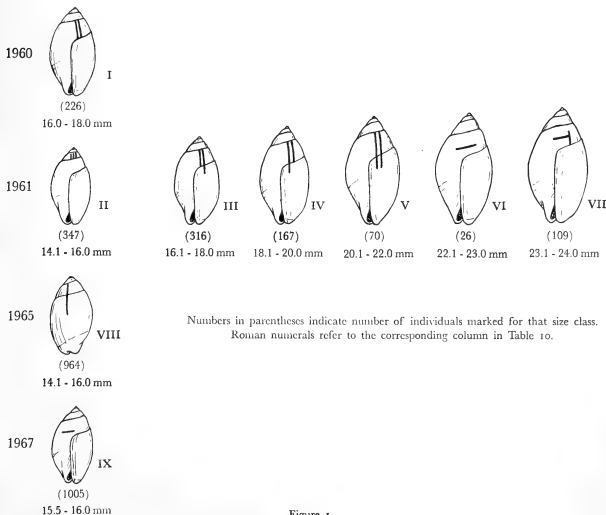 1960
I
(226)
16.0 - 18.0 mm
1961
II
III
IV
V
VI
VII
(347)
(316)
(167)
(70)
(26)
(109)
14.1 - 16.0 mm
16.1 - 18.0 mm
18.1 - 20.0 mm
20.1 - 22.0 mm
22.1 - 23.0 mm
23.1 - 24.0 mm
1965
VIII
(964)
14.1 - 16.0 mm
Numbers in parentheses indicate number of individuals marked for that size class.
Roman numerals refer to the corresponding column in Table 10.
1967
IX
(1005)
15.5 - 16.0 mm
Figure 1